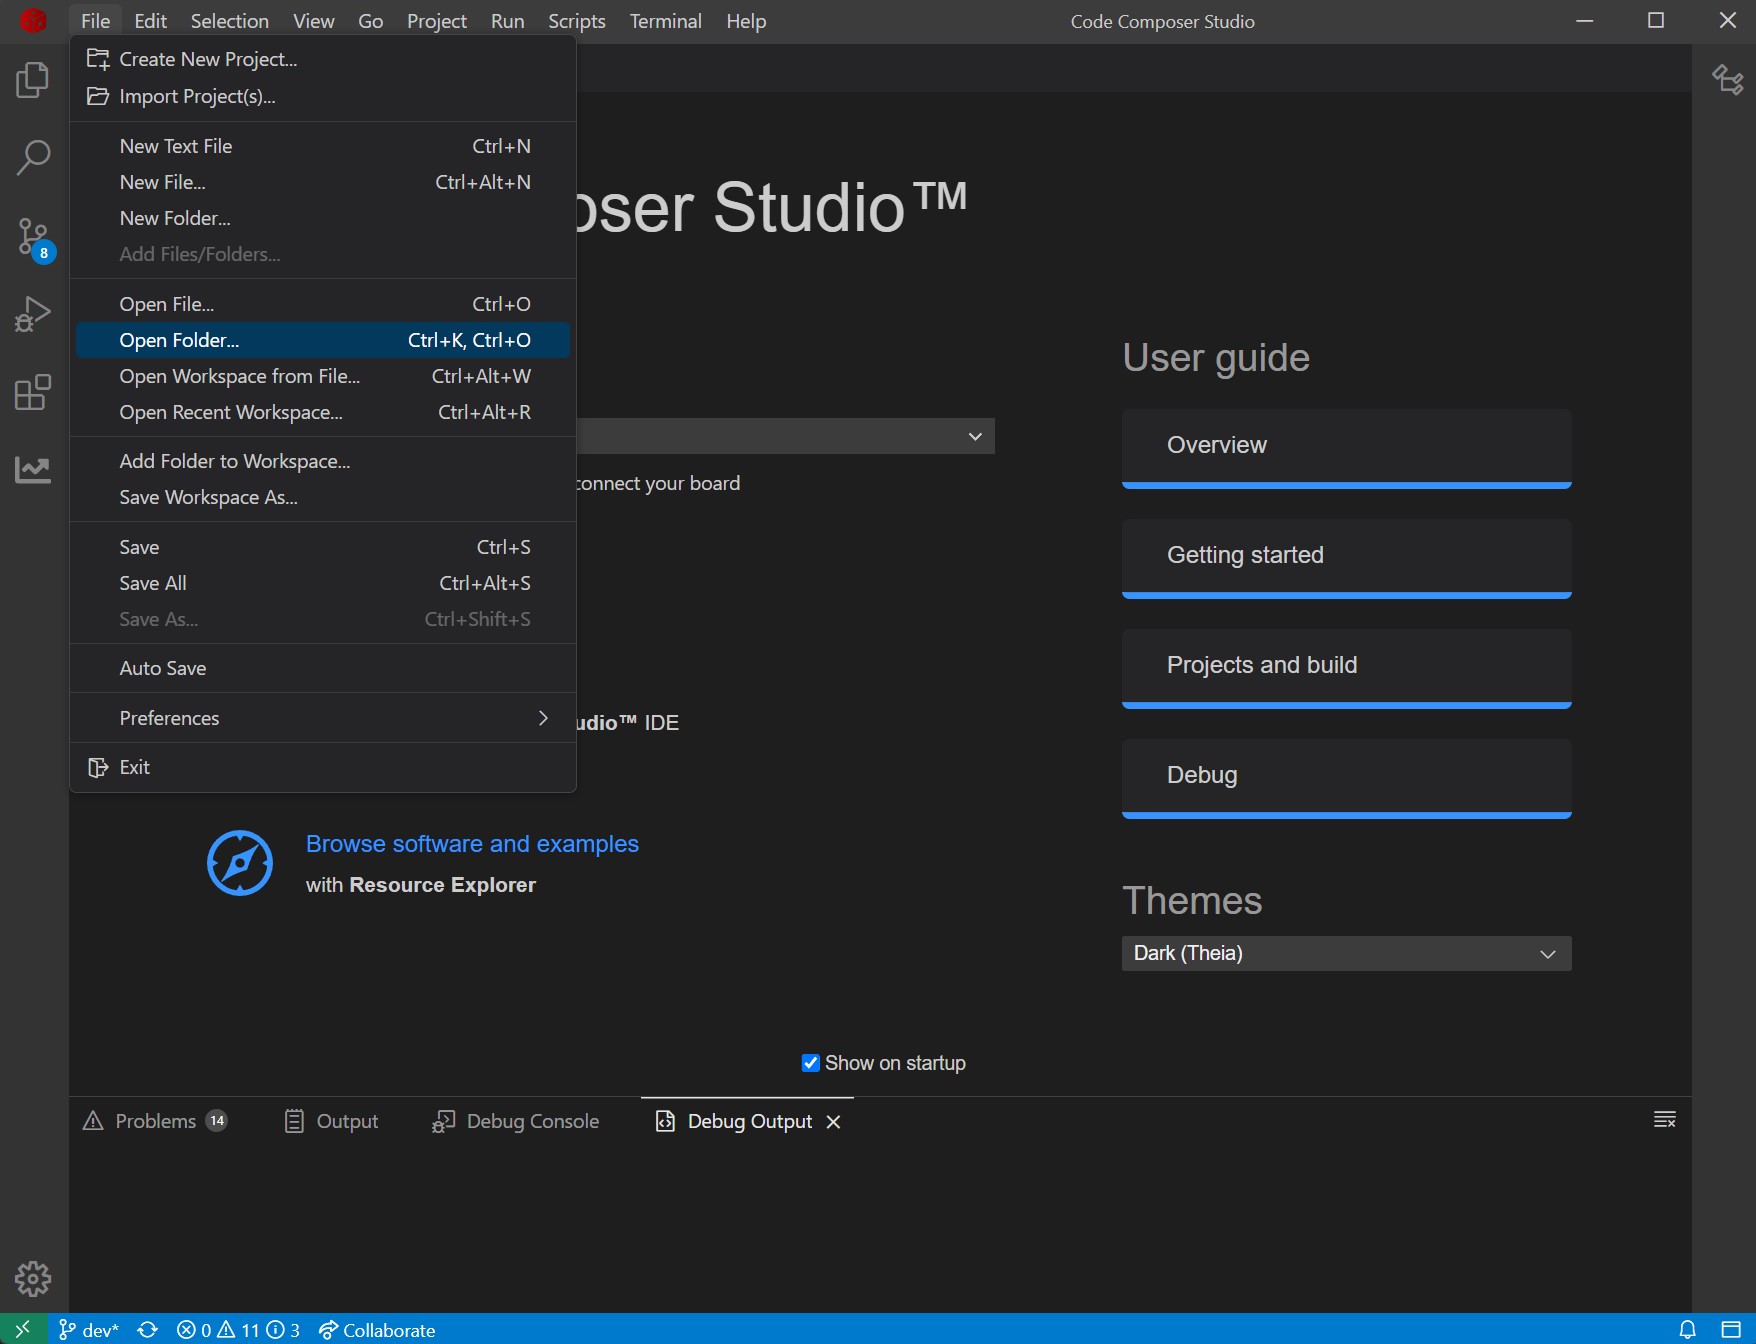 File Edit Selection View Go Project Run Scripts Terminal Help Code Composer Studio
Create New Project...
Import Project(s)...
New Text File Ctrl+N
New File... Ctrl+Alt+N
New Folder...
Add Files/Folders...
Open File... Ctrl+O
Open Folder... Ctrl+K, Ctrl+O
Open Workspace from File... Ctrl+Alt+W
Open Recent Workspace... Ctrl+Alt+R
Add Folder to Workspace...
Save Workspace As...
Save Ctrl+S
Save All Ctrl+Alt+S
Save As... Ctrl+Shift+S
Auto Save
Preferences
Exit
8
oser Studio™
connect your board
udio™ IDE
Browse software and examples
with Resource Explorer
User guide
Overview
Getting started
Projects and build
Debug
Themes
Dark (Theia)
Show on startup
Problems 14 Output Debug Console Debug Output
dev* 0 11 3 Collaborate